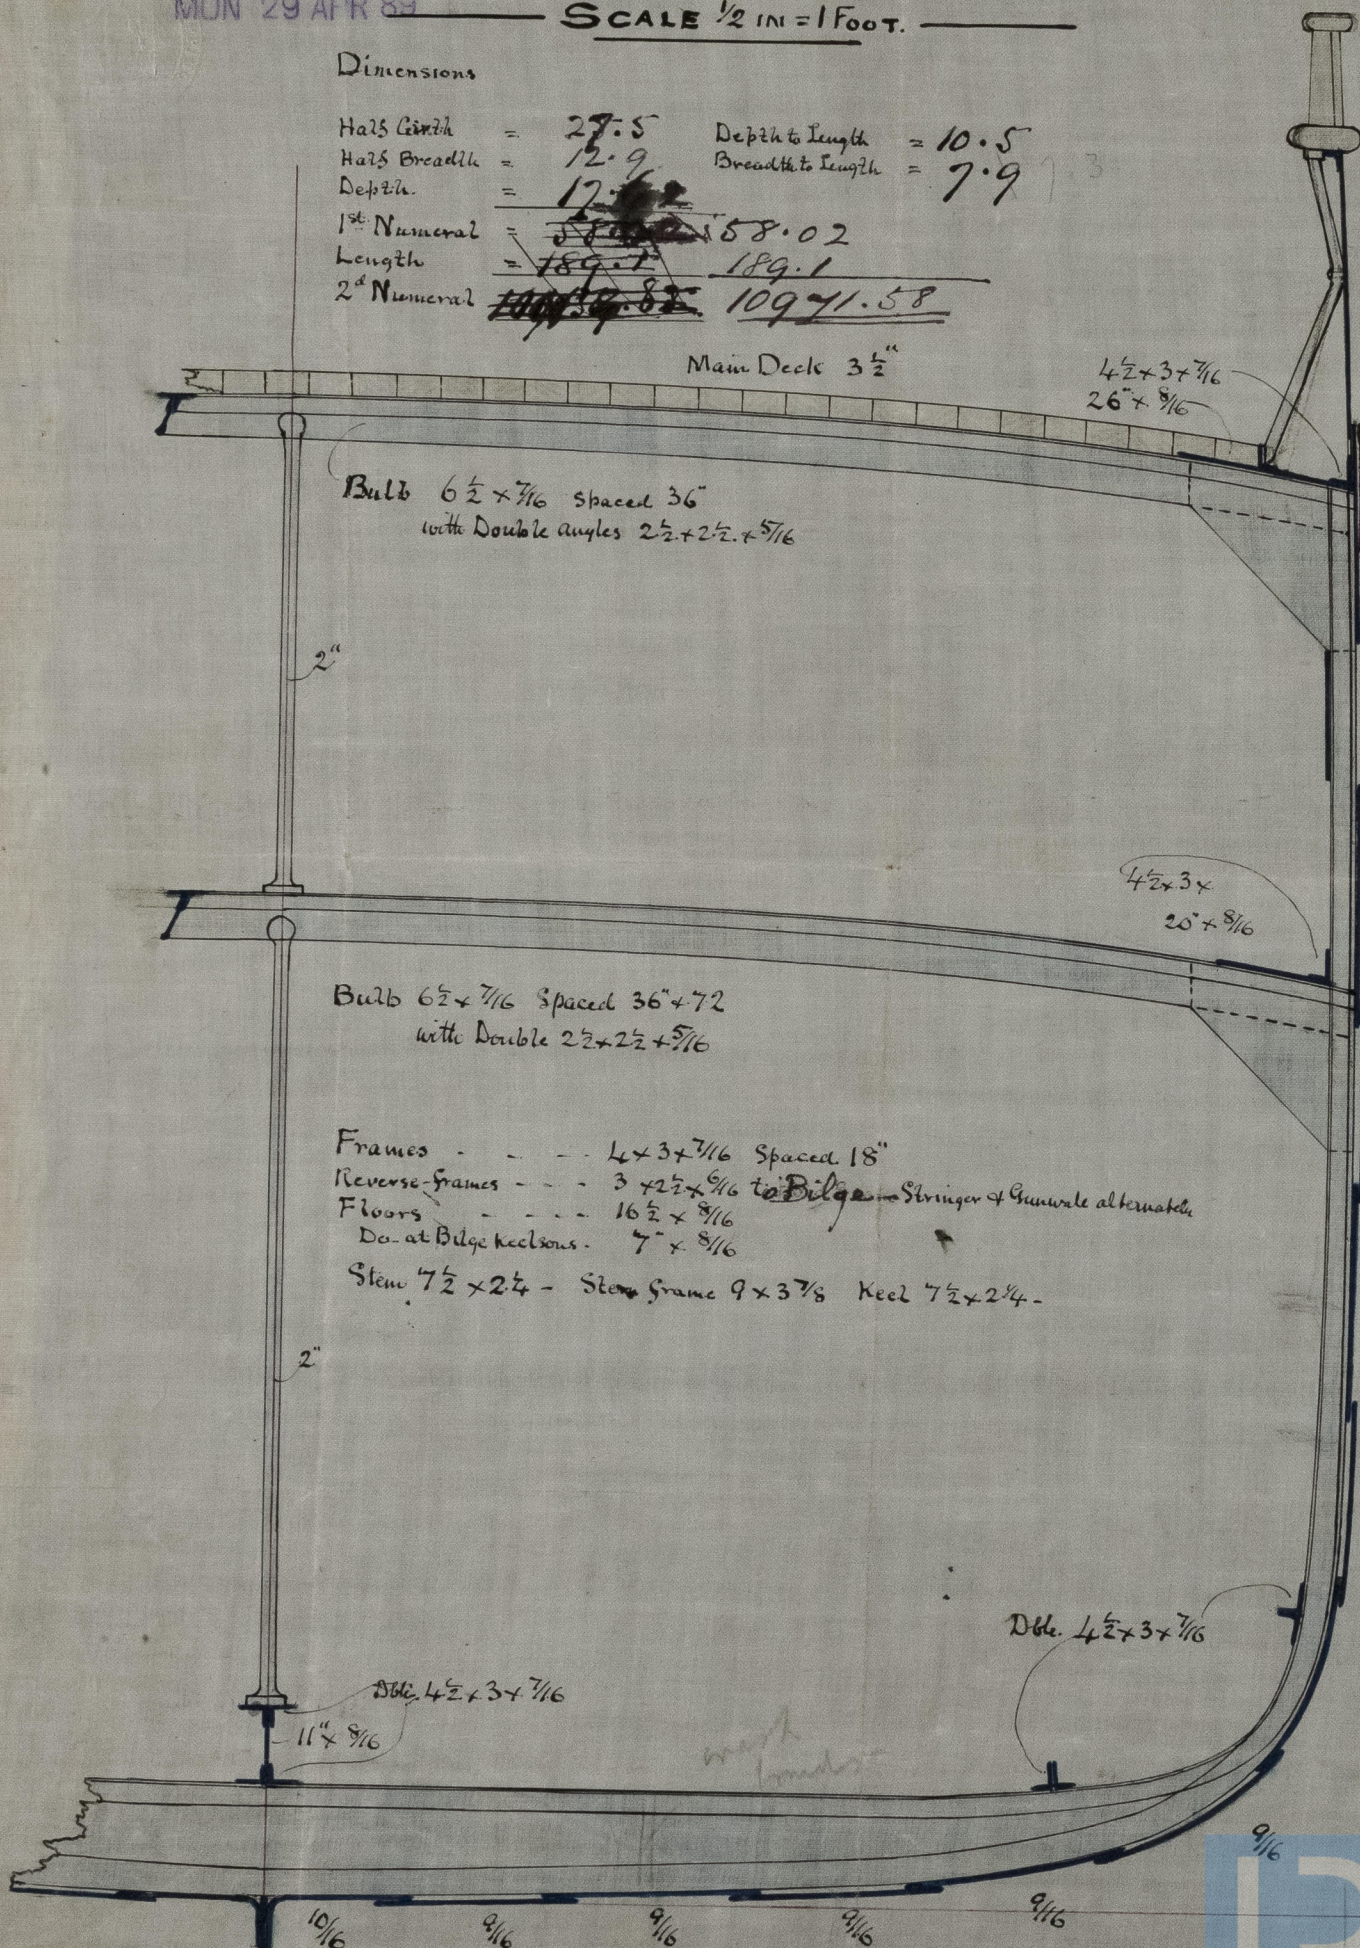 MON 29 APR 89
SCALE 1/2 IN = 1 FOOT.
Dimensions
Half Girth = 27.5
Half Breadth = 12.9
Depth =
1st Numeral = 58.02
Length = 189.1 189.1
2d Numeral 10971.58
Depth to Length = 10.5
Breadth to Length = 7.9
Main Deck 3 1/2"
4 1/2 x 3 x 7/16
26" x 8/16
Bulb 6 1/2 x 7/16 spaced 36"
with Double angles 2 1/2 x 2 1/2 x 5/16
2"
4 1/2 x 3 x
20" x 8/16
Bulb 6 1/2 x 7/16 Spaced 36" + 72
with Double 2 1/2 x 2 1/2 x 5/16
Frames - - - - 4 x 3 x 7/16 Spaced 18"
Reverse-frames - - - 3 x 2 1/2 x 6/16 to Bilge - Stringer & Gunwale alternately
Floors - - - - 16 1/2 x 8/16
Do- at Bilge Keelsons. 7" x 8/16
Stem 7 1/2 x 2 1/4 - Stern frame 9 x 3 7/8 Keel 7 1/2 x 2 1/4 -
2"
Dble. 4 1/2 x 3 x 7/16
Dble. 4 1/2 x 3 x 7/16
11" x 8/16
9/16
10/16 9/16 9/16 9/16 9/16